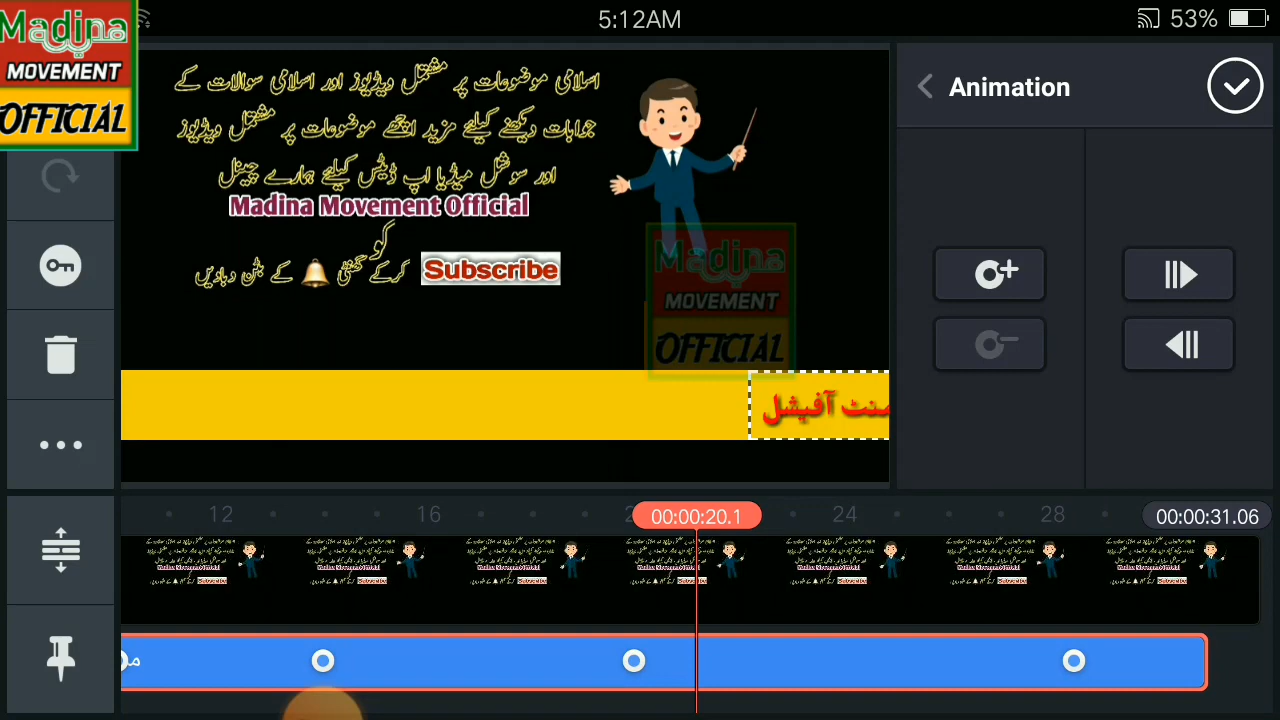 Madina
MOVEMENT
OFFICIAL
5:12AM
53%
اسلامی موضوعات پر مشتمل ویڈیوز اور اسلامی سوالات کے
جوابات دیکھنے کیلئے مزید اچھے موضوعات پر مشتمل ویڈیوز
اور سوشل میڈیا اپ ڈیٹس کیلئے ہمارے چینل
Madina Movement Official
کو
Subscribe کرکے گھنٹی 🔔 کے بٹن دبادیں
Madina
MOVEMENT
OFFICIAL
منٹ آفیشل
Animation
12 16 00:00:20.1 24 28 00:00:31.06